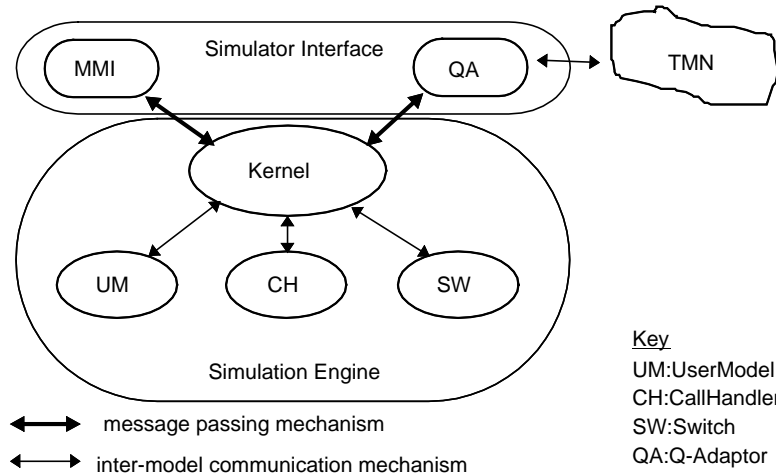 Simulator Interface
MMI
QA
TMN
Kernel
UM
CH
SW
Simulation Engine
Key
UM:UserModel
CH:CallHandler
SW:Switch
QA:Q-Adaptor
message passing mechanism
inter-model communication mechanism